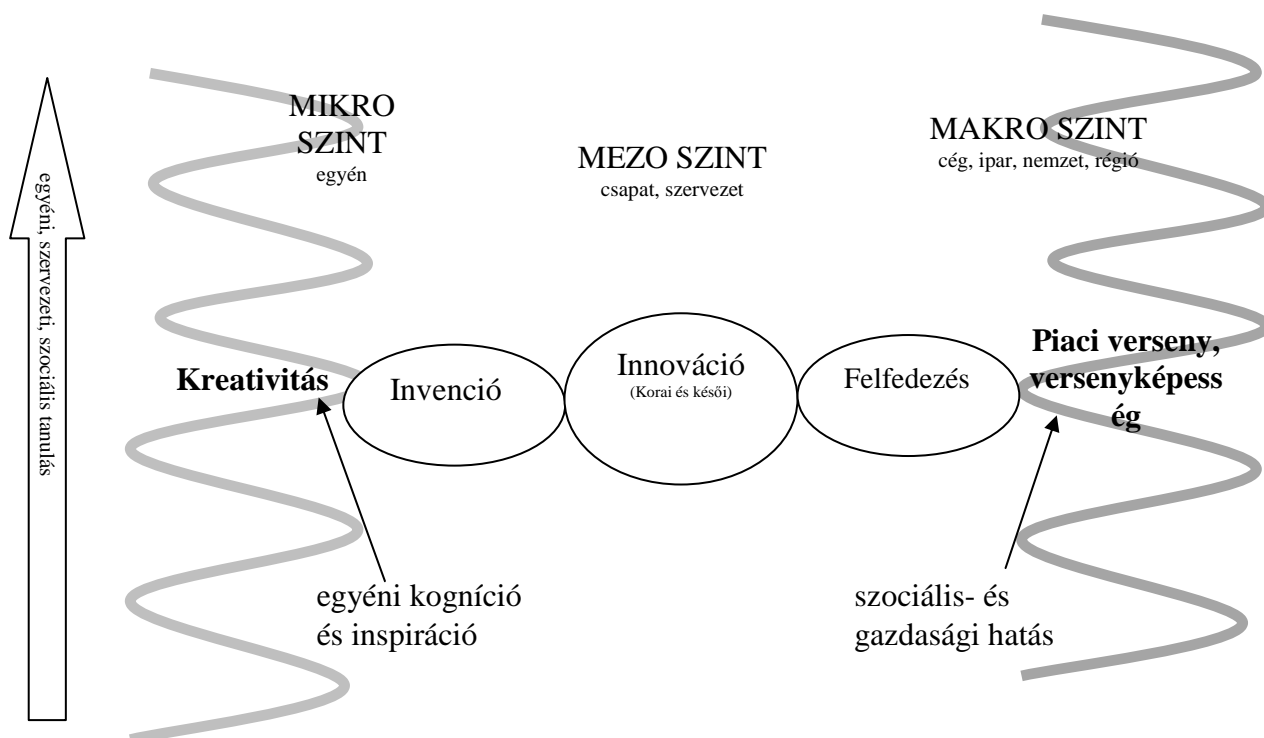 MIKRO
SZINT
egyén
MEZO SZINT
csapat, szervezet
MAKRO SZINT
cég, ipar, nemzet, régió
egyéni, szervezeti, szociális tanulás
Kreativitás
Invenció
Innováció
(Korai és késői)
Felfedezés
Piaci verseny,
versenyképess
ég
egyéni kogníció
és inspiráció
szociális- és
gazdasági hatás